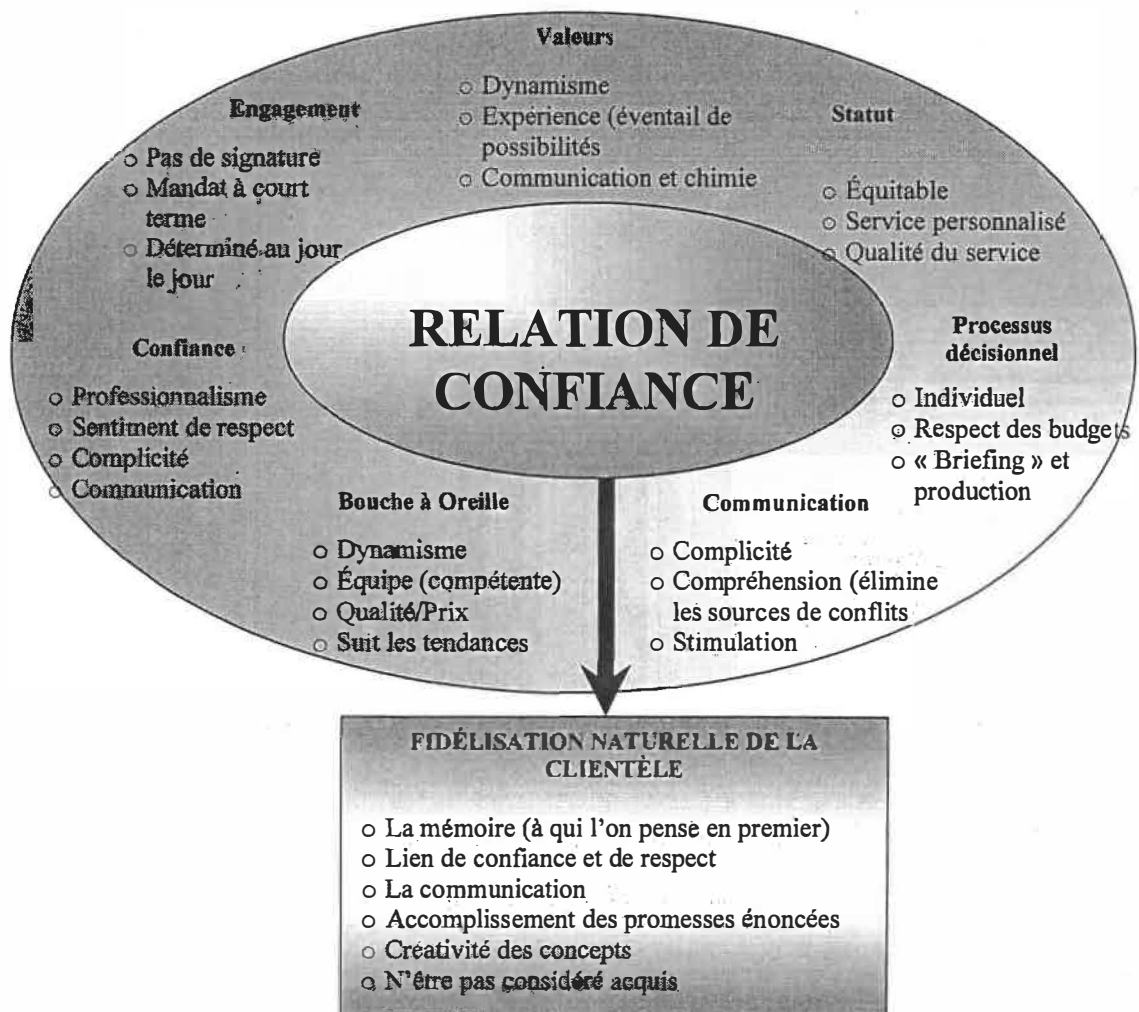 Valeurs
○ Dynamisme
○ Expérience (éventail de
possibilités
○ Communication et chimie
Engagement
○ Pas de signature
○ Mandat à court
terme
○ Déterminé au jour
le jour
Statut
○ Équitable
○ Service personnalisé
○ Qualité du service
RELATION DE
CONFIANCE
Confiance
○ Professionnalisme
○ Sentiment de respect
○ Complicité
○ Communication
Processus
décisionnel
○ Individuel
○ Respect des budgets
○ « Briefing » et
production
Bouche à Oreille
○ Dynamisme
○ Équipe (compétente)
○ Qualité/Prix
○ Suit les tendances
Communication
○ Complicité
○ Compréhension (élimine
les sources de conflits
○ Stimulation
FIDÉLISATION NATURELLE DE LA
CLIENTÈLE
○ La mémoire (à qui l'on pense en premier)
○ Lien de confiance et de respect
○ La communication
○ Accomplissement des promesses énoncées
○ Créativité des concepts
○ N'être pas considéré acquis